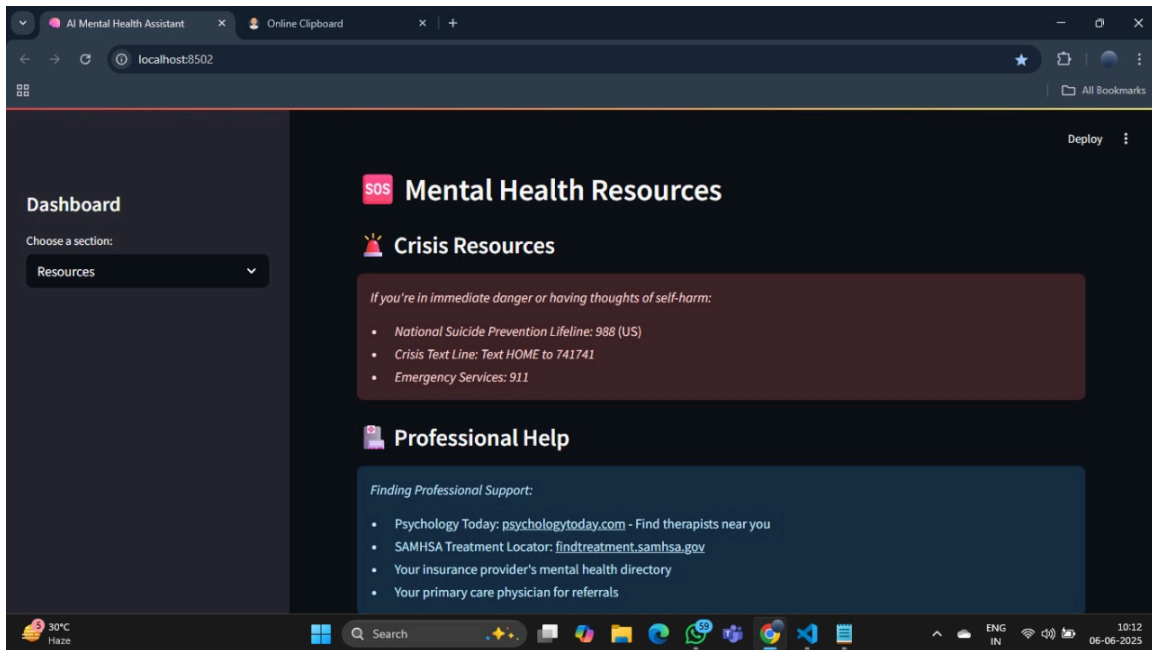 AI Mental Health Assistant
Online Clipboard
localhost:8502
All Bookmarks
Deploy
Dashboard
Choose a section:
Resources
SOS Mental Health Resources
Crisis Resources
If you're in immediate danger or having thoughts of self-harm:
• National Suicide Prevention Lifeline: 988 (US)
• Crisis Text Line: Text HOME to 741741
• Emergency Services: 911
Professional Help
Finding Professional Support:
• Psychology Today: psychologytoday.com - Find therapists near you
• SAMHSA Treatment Locator: findtreatment.samhsa.gov
• Your insurance provider's mental health directory
• Your primary care physician for referrals
5
30°C
Haze
Search
59
ENG
IN
10:12
06-06-2025